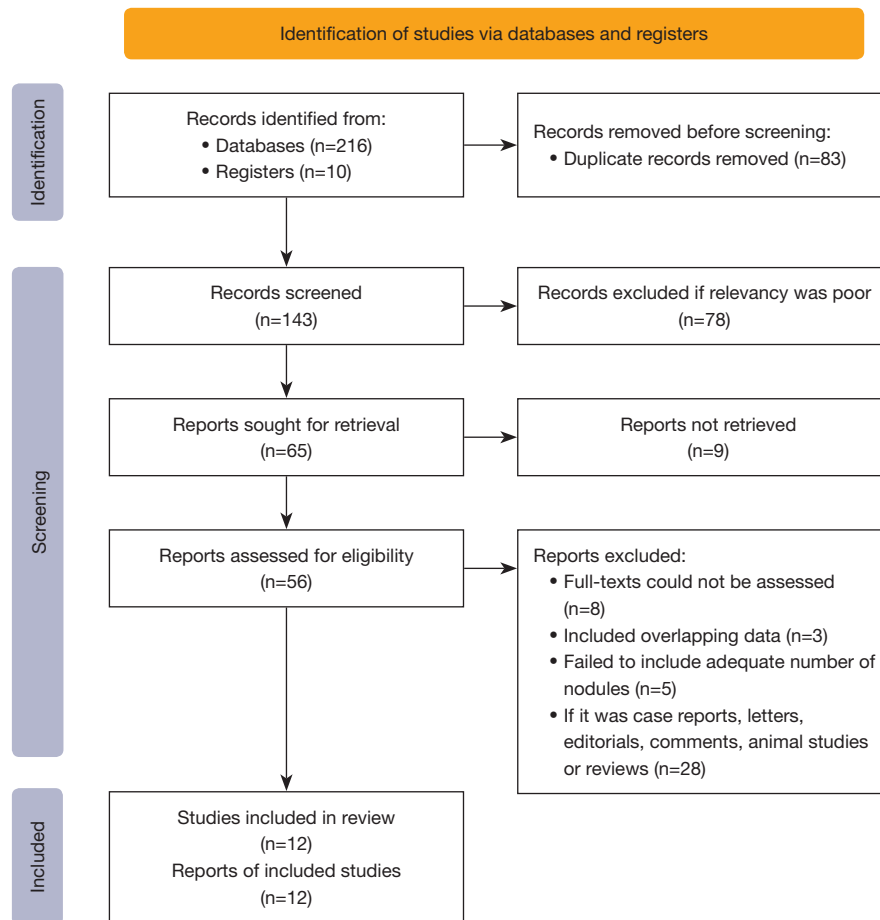 Identification of studies via databases and registers
Identification
Records identified from:
• Databases (n=216)
• Registers (n=10)
Records removed before screening:
• Duplicate records removed (n=83)
Screening
Records screened
(n=143)
Records excluded if relevancy was poor
(n=78)
Reports sought for retrieval
(n=65)
Reports not retrieved
(n=9)
Reports assessed for eligibility
(n=56)
Reports excluded:
• Full-texts could not be assessed
(n=8)
• Included overlapping data (n=3)
• Failed to include adequate number of
nodules (n=5)
• If it was case reports, letters,
editorials, comments, animal studies
or reviews (n=28)
Included
Studies included in review
(n=12)
Reports of included studies
(n=12)